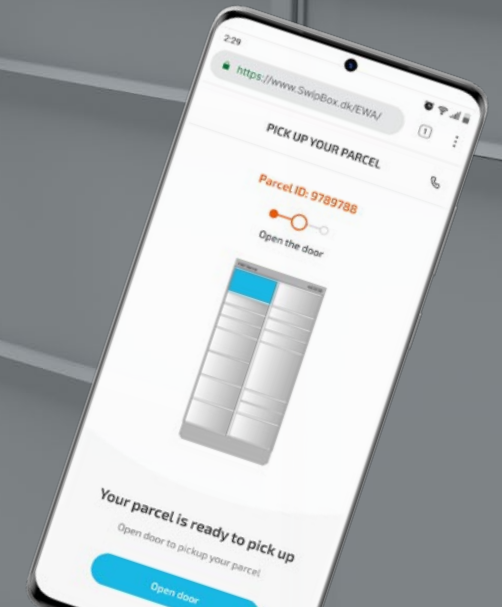 2:29
https://www.SwipBox.dk/EWA/
1
PICK UP YOUR PARCEL
Parcel ID: 9789788
Open the door
Your parcel is ready to pick up
Open door to pickup your parcel
Open door